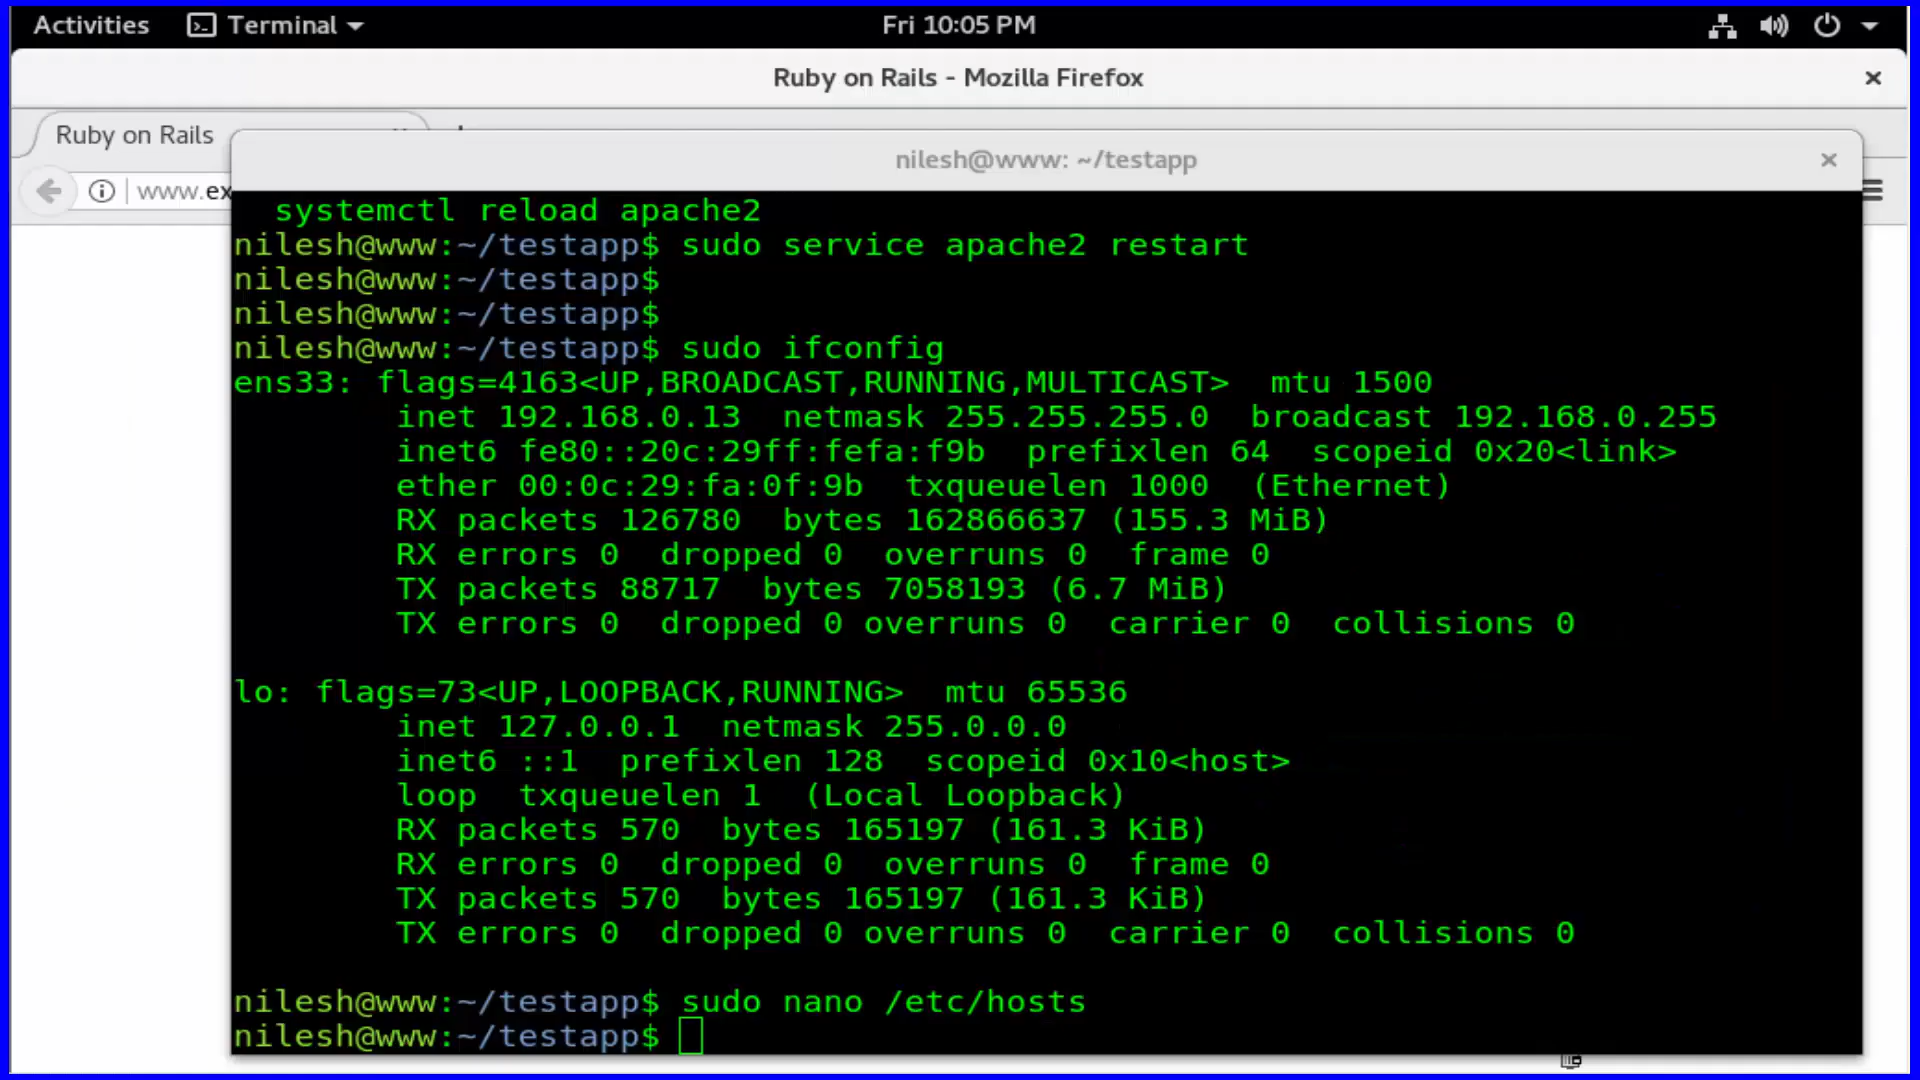 Activities Terminal Fri 10:05 PM
Ruby on Rails - Mozilla Firefox
Ruby on Rails
nilesh@www: ~/testapp
www.ex
systemctl reload apache2
nilesh@www:~/testapp$ sudo service apache2 restart
nilesh@www:~/testapp$
nilesh@www:~/testapp$
nilesh@www:~/testapp$ sudo ifconfig
ens33: flags=4163<UP,BROADCAST,RUNNING,MULTICAST> mtu 1500
inet 192.168.0.13 netmask 255.255.255.0 broadcast 192.168.0.255
inet6 fe80::20c:29ff:fefa:f9b prefixlen 64 scopeid 0x20<link>
ether 00:0c:29:fa:0f:9b txqueuelen 1000 (Ethernet)
RX packets 126780 bytes 162866637 (155.3 MiB)
RX errors 0 dropped 0 overruns 0 frame 0
TX packets 88717 bytes 7058193 (6.7 MiB)
TX errors 0 dropped 0 overruns 0 carrier 0 collisions 0
lo: flags=73<UP,LOOPBACK,RUNNING> mtu 65536
inet 127.0.0.1 netmask 255.0.0.0
inet6 ::1 prefixlen 128 scopeid 0x10<host>
loop txqueuelen 1 (Local Loopback)
RX packets 570 bytes 165197 (161.3 KiB)
RX errors 0 dropped 0 overruns 0 frame 0
TX packets 570 bytes 165197 (161.3 KiB)
TX errors 0 dropped 0 overruns 0 carrier 0 collisions 0
nilesh@www:~/testapp$ sudo nano /etc/hosts
nilesh@www:~/testapp$